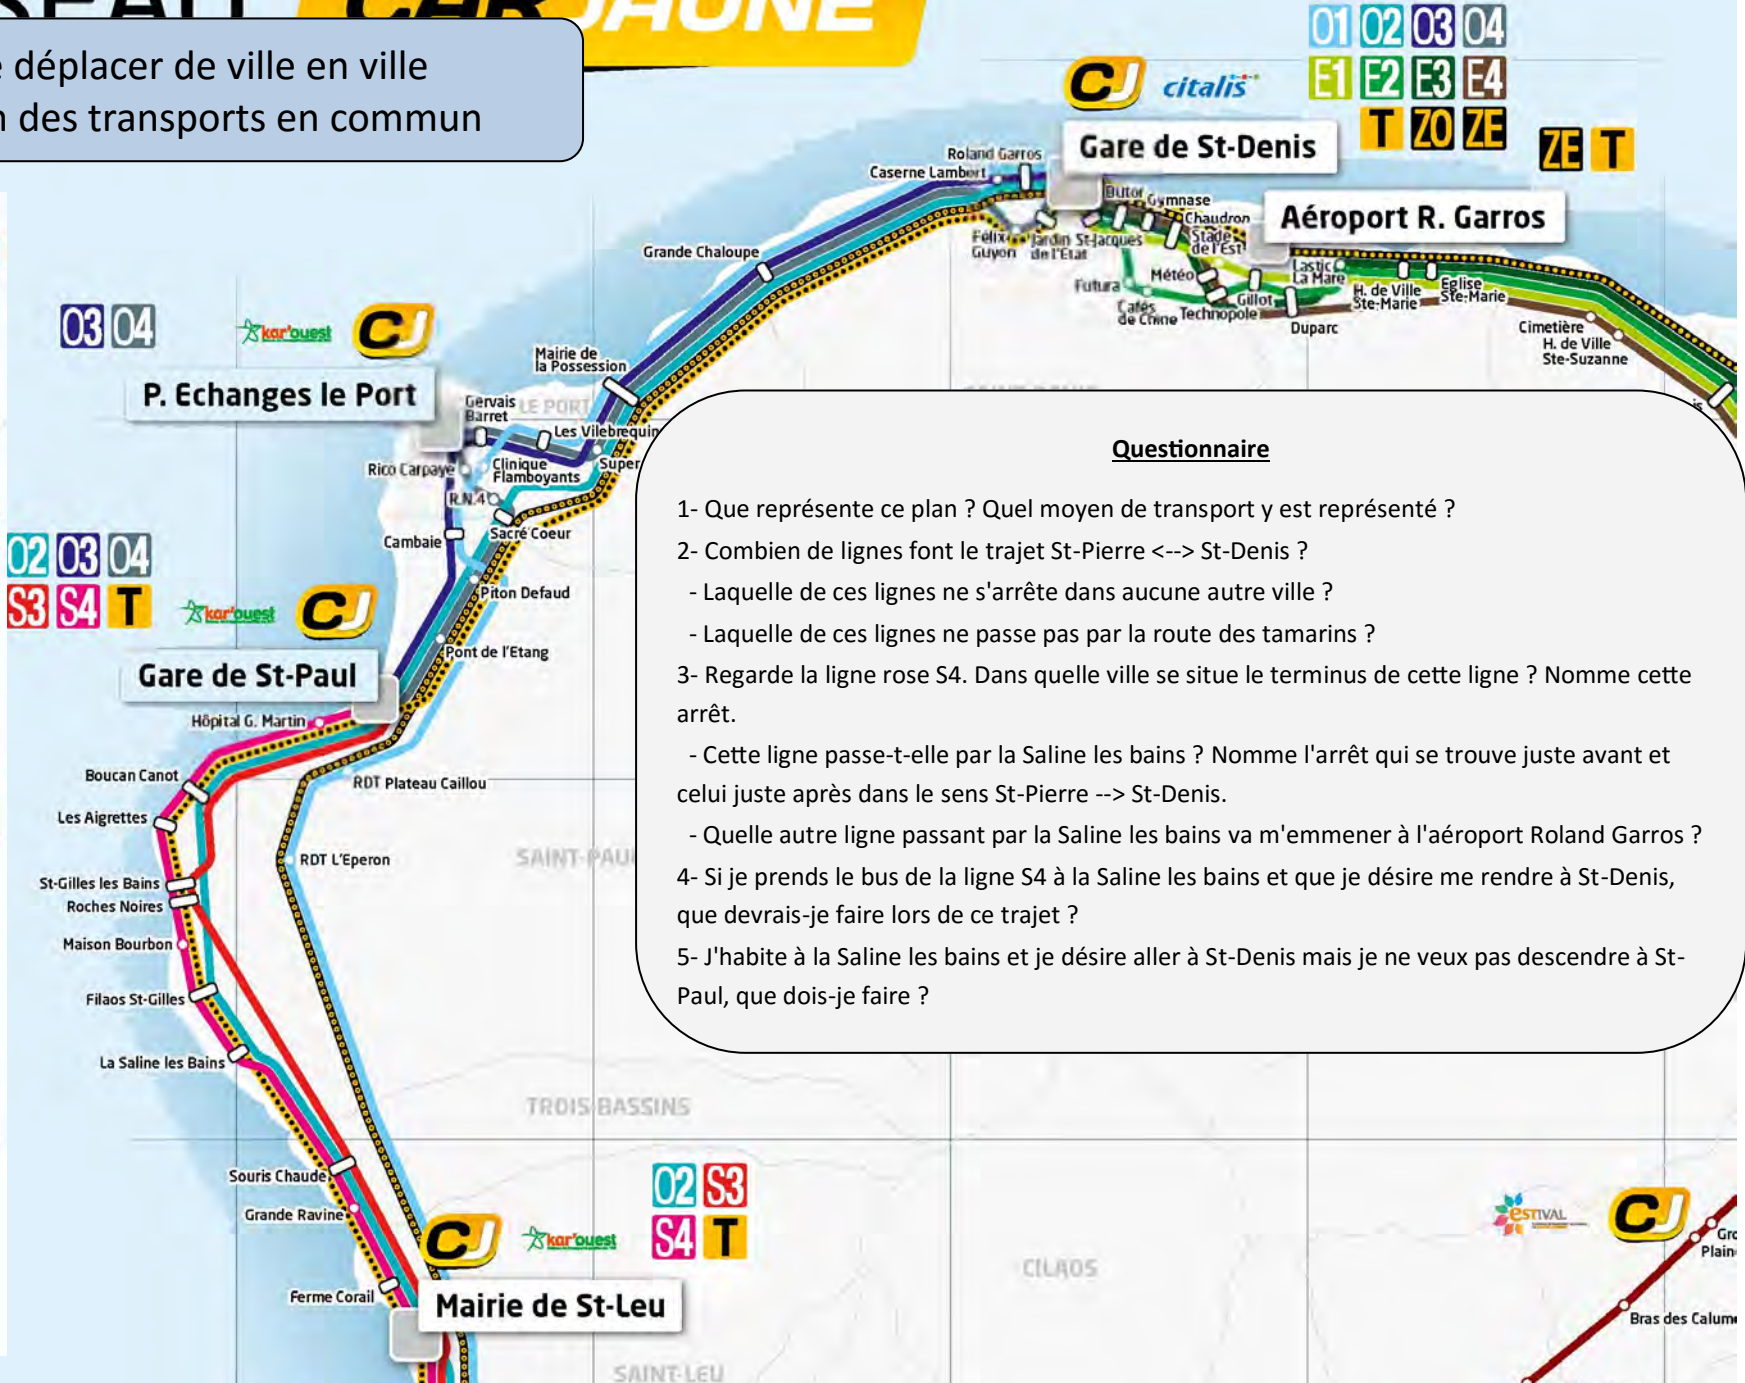 CAR JAUNE
déplacer de ville en ville
des transports en commun
CJ citalis
O1 O2 O3 O4
E1 E2 E3 E4
T ZO ZE
ZE T
Gare de St-Denis
Aéroport R. Garros
Roland Garros
Caserne Lambert
Butor
Gymnase
Chaudron
Stade
de l'Est
Félix
Guyon
Jardin
de l'Etat
St-Jacques
Météo
Futura
Cafés
de Chine
Technopole
Gillot
Duparc
Lastic
La Mare
H. de Ville
Ste-Marie
Eglise
Ste-Marie
Cimetière
H. de Ville
Ste-Suzanne
Grande Chaloupe
O3 O4
kar'ouest CJ
P. Echanges le Port
Mairie de
la Possession
Gervais
Barret
LE PORT
Les Vilebrequin
Rico Carpaye
Clinique
Flamboyants
Super
R.N.4
Sacré Coeur
Cambaie
O2 O3 O4
S3 S4 T
kar'ouest CJ
Piton Defaud
Pont de l'Etang
Gare de St-Paul
Hôpital G. Martin
Boucan Canot
RDT Plateau Caillou
Les Aigrettes
RDT L'Eperon
SAINT-PAUL
St-Gilles les Bains
Roches Noires
Maison Bourbon
Filaos St-Gilles
La Saline les Bains
TROIS BASSINS
Souris Chaude
Grande Ravine
CJ kar'ouest
O2 S3
S4 T
Ferme Corail
Mairie de St-Leu
SAINT-LEU
CILAOS
ESTIVAL CJ
Plain
Bras des Calum
Questionnaire
1- Que représente ce plan ? Quel moyen de transport y est représenté ?
2- Combien de lignes font le trajet St-Pierre <--> St-Denis ?
- Laquelle de ces lignes ne s'arrête dans aucune autre ville ?
- Laquelle de ces lignes ne passe pas par la route des tamarins ?
3- Regarde la ligne rose S4. Dans quelle ville se situe le terminus de cette ligne ? Nomme cette
arrêt.
- Cette ligne passe-t-elle par la Saline les bains ? Nomme l'arrêt qui se trouve juste avant et
celui juste après dans le sens St-Pierre --> St-Denis.
- Quelle autre ligne passant par la Saline les bains va m'emmener à l'aéroport Roland Garros ?
4- Si je prends le bus de la ligne S4 à la Saline les bains et que je désire me rendre à St-Denis,
que devrais-je faire lors de ce trajet ?
5- J'habite à la Saline les bains et je désire aller à St-Denis mais je ne veux pas descendre à St-
Paul, que dois-je faire ?